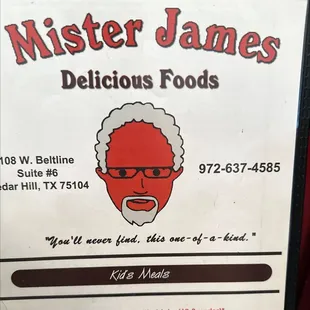 Mister James
Delicious Foods
108 W. Beltline
Suite #6
edar Hill, TX 75104
972-637-4585
"You'll never find, this one-of-a-kind."
Kid's Meals